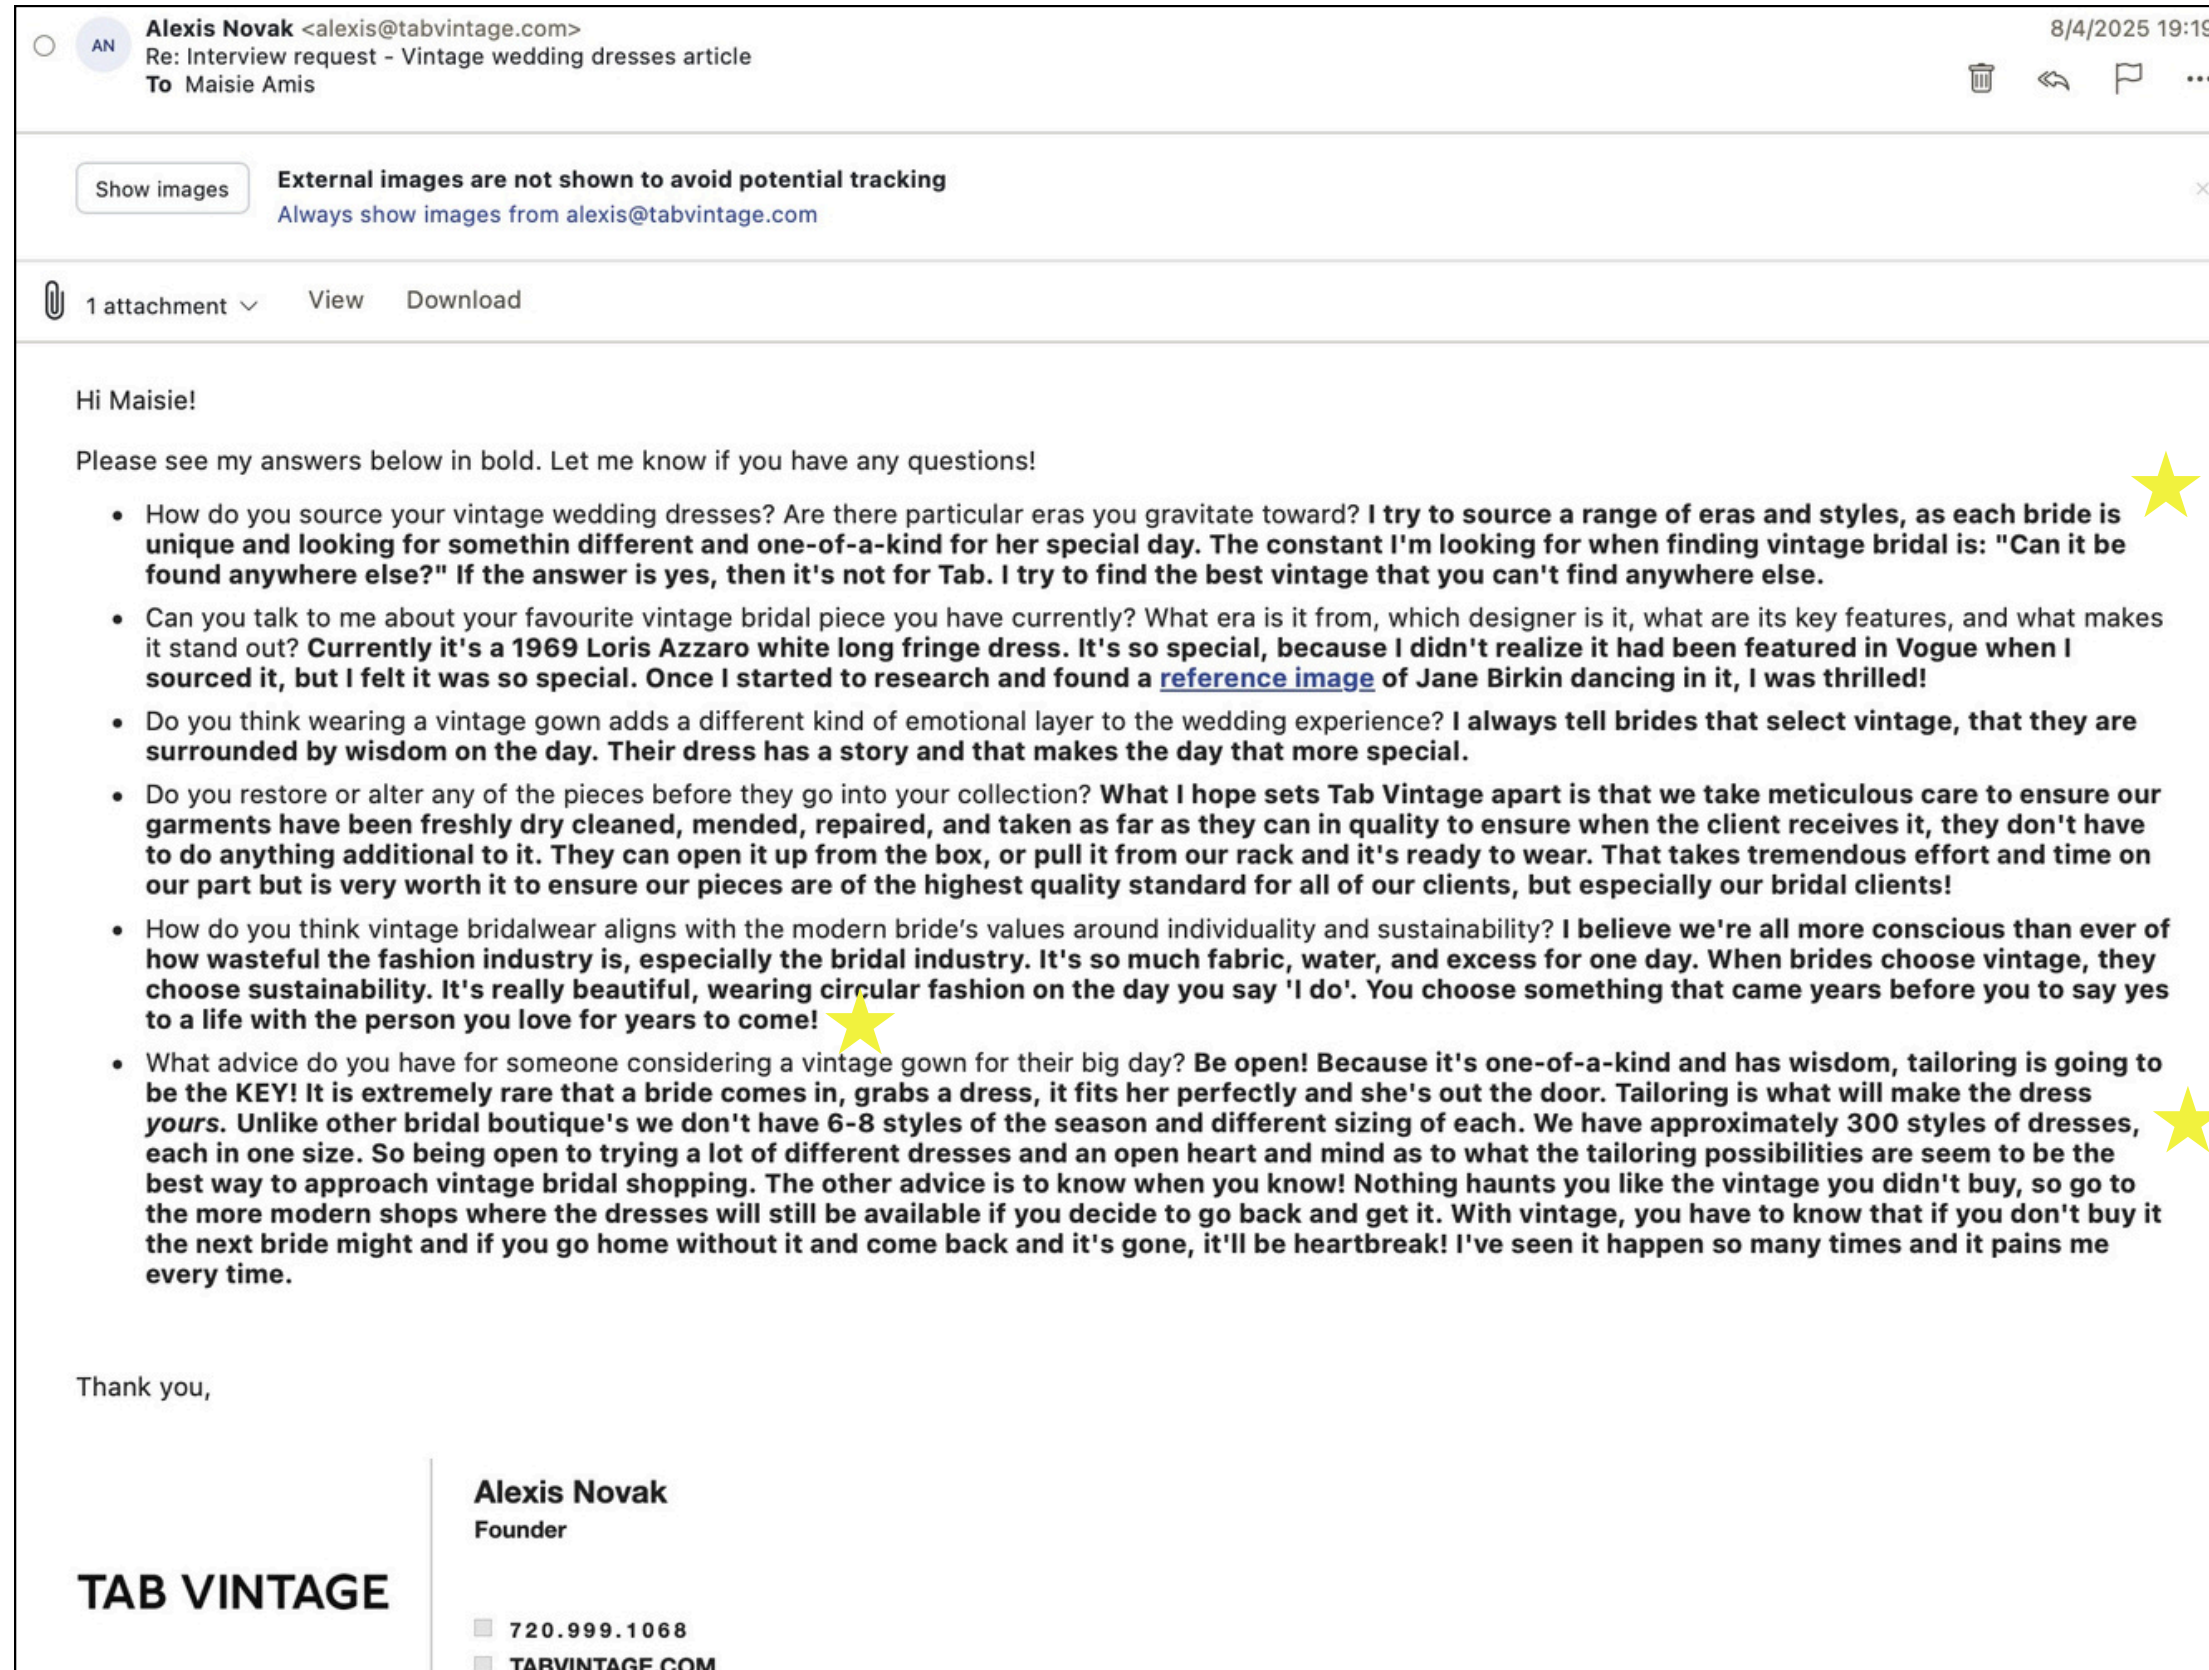 AN
Alexis Novak <alexis@tabvintage.com>
8/4/2025 19:19
Re: Interview request - Vintage wedding dresses article
To Maisie Amis
Show images
External images are not shown to avoid potential tracking
Always show images from alexis@tabvintage.com
1 attachment
View
Download
Hi Maisie!
Please see my answers below in bold. Let me know if you have any questions!
• How do you source your vintage wedding dresses? Are there particular eras you gravitate toward? I try to source a range of eras and styles, as each bride is
unique and looking for somethin different and one-of-a-kind for her special day. The constant I'm looking for when finding vintage bridal is: "Can it be
found anywhere else?" If the answer is yes, then it's not for Tab. I try to find the best vintage that you can't find anywhere else.
• Can you talk to me about your favourite vintage bridal piece you have currently? What era is it from, which designer is it, what are its key features, and what makes
it stand out? Currently it's a 1969 Loris Azzaro white long fringe dress. It's so special, because I didn't realize it had been featured in Vogue when I
sourced it, but I felt it was so special. Once I started to research and found a reference image of Jane Birkin dancing in it, I was thrilled!
• Do you think wearing a vintage gown adds a different kind of emotional layer to the wedding experience? I always tell brides that select vintage, that they are
surrounded by wisdom on the day. Their dress has a story and that makes the day that more special.
• Do you restore or alter any of the pieces before they go into your collection? What I hope sets Tab Vintage apart is that we take meticulous care to ensure our
garments have been freshly dry cleaned, mended, repaired, and taken as far as they can in quality to ensure when the client receives it, they don't have
to do anything additional to it. They can open it up from the box, or pull it from our rack and it's ready to wear. That takes tremendous effort and time on
our part but is very worth it to ensure our pieces are of the highest quality standard for all of our clients, but especially our bridal clients!
• How do you think vintage bridalwear aligns with the modern bride’s values around individuality and sustainability? I believe we're all more conscious than ever of
how wasteful the fashion industry is, especially the bridal industry. It's so much fabric, water, and excess for one day. When brides choose vintage, they
choose sustainability. It's really beautiful, wearing circular fashion on the day you say 'I do'. You choose something that came years before you to say yes
to a life with the person you love for years to come!
• What advice do you have for someone considering a vintage gown for their big day? Be open! Because it's one-of-a-kind and has wisdom, tailoring is going to
be the KEY! It is extremely rare that a bride comes in, grabs a dress, it fits her perfectly and she's out the door. Tailoring is what will make the dress
yours. Unlike other bridal boutique's we don't have 6-8 styles of the season and different sizing of each. We have approximately 300 styles of dresses,
each in one size. So being open to trying a lot of different dresses and an open heart and mind as to what the tailoring possibilities are seem to be the
best way to approach vintage bridal shopping. The other advice is to know when you know! Nothing haunts you like the vintage you didn't buy, so go to
the more modern shops where the dresses will still be available if you decide to go back and get it. With vintage, you have to know that if you don't buy it
the next bride might and if you go home without it and come back and it's gone, it'll be heartbreak! I've seen it happen so many times and it pains me
every time.
Thank you,
TAB VINTAGE
Alexis Novak
Founder
720.999.1068
TABVINTAGE.COM